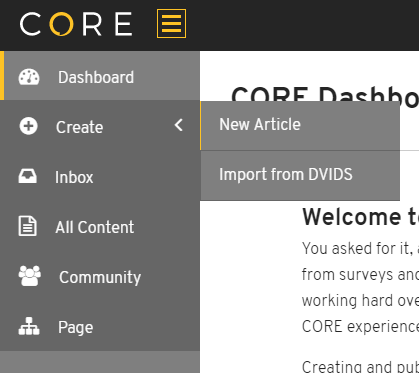 CORE
Dashboard
CORE Dashbo
Create
New Article
Import from DVIDS
Inbox
All Content
Welcome t
You asked for it,
from surveys and
Community
working hard ove
CORE experience
Page
Creating and pub